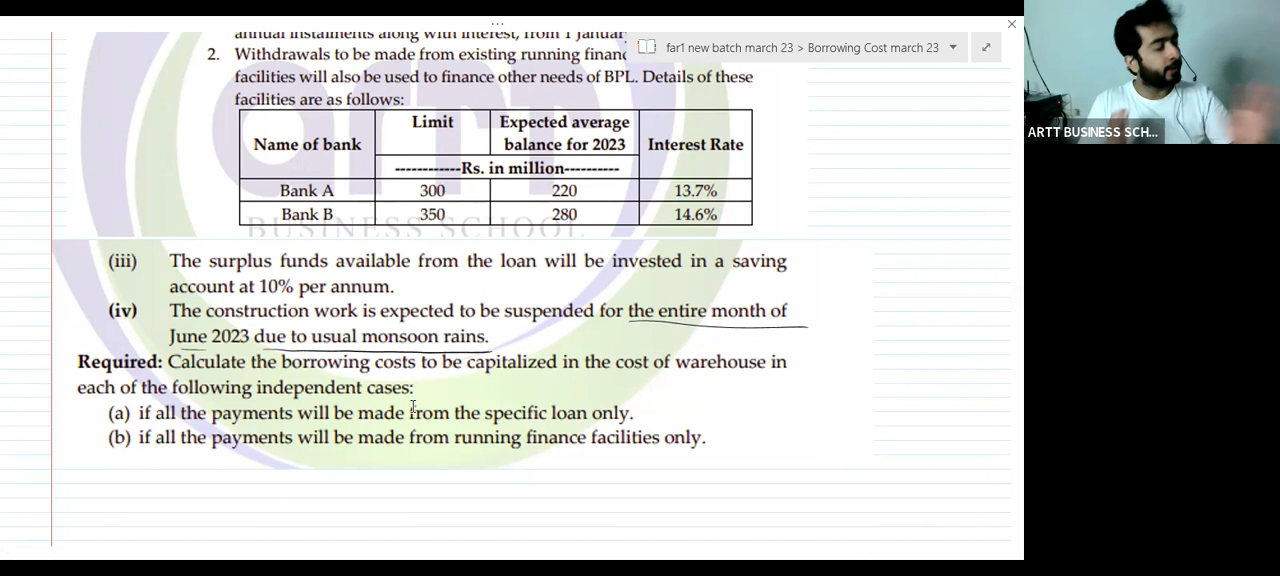 annual instalments along with interest, from 1 Januar
far1 new batch march 23 > Borrowing Cost march 23
2. Withdrawals to be made from existing running financ
facilities will also be used to finance other needs of BPL. Details of these
facilities are as follows:
Name of bank Limit Expected average balance for 2023 Interest Rate
------------Rs. in million----------
Bank A 300 220 13.7%
Bank B 350 280 14.6%
BUSINESS SCHOOL
(iii) The surplus funds available from the loan will be invested in a saving
account at 10% per annum.
(iv) The construction work is expected to be suspended for the entire month of
June 2023 due to usual monsoon rains.
Required: Calculate the borrowing costs to be capitalized in the cost of warehouse in
each of the following independent cases:
(a) if all the payments will be made from the specific loan only.
(b) if all the payments will be made from running finance facilities only.
ARTT BUSINESS SCH...